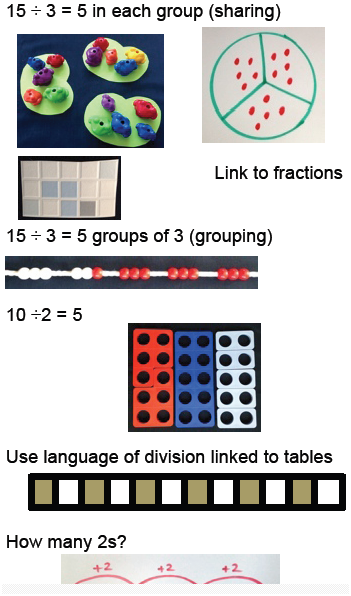 15 ÷ 3 = 5 in each group (sharing)
Link to fractions
15 ÷ 3 = 5 groups of 3 (grouping)
10 ÷2 = 5
Use language of division linked to tables
How many 2s?
+2 +2 +2